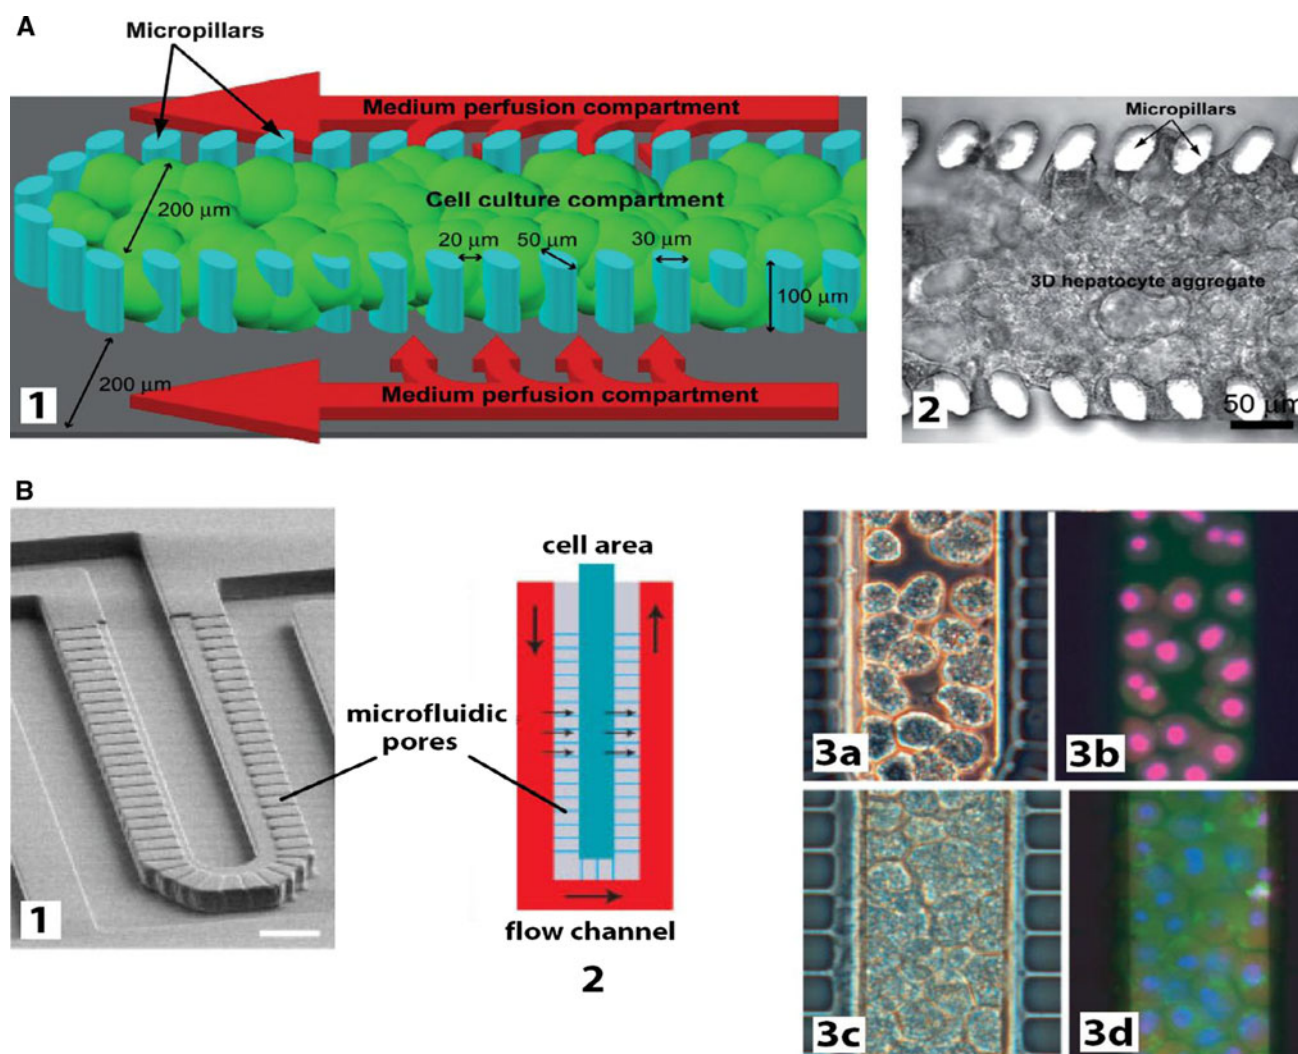 A
Micropillars
Medium perfusion compartment
200 µm
Cell culture compartment
20 µm
50 µm
30 µm
100 µm
200 µm
Medium perfusion compartment
1
Micropillars
3D hepatocyte aggregate
50 µm
2
B
1
microfluidic
pores
cell area
flow channel
2
3a
3b
3c
3d